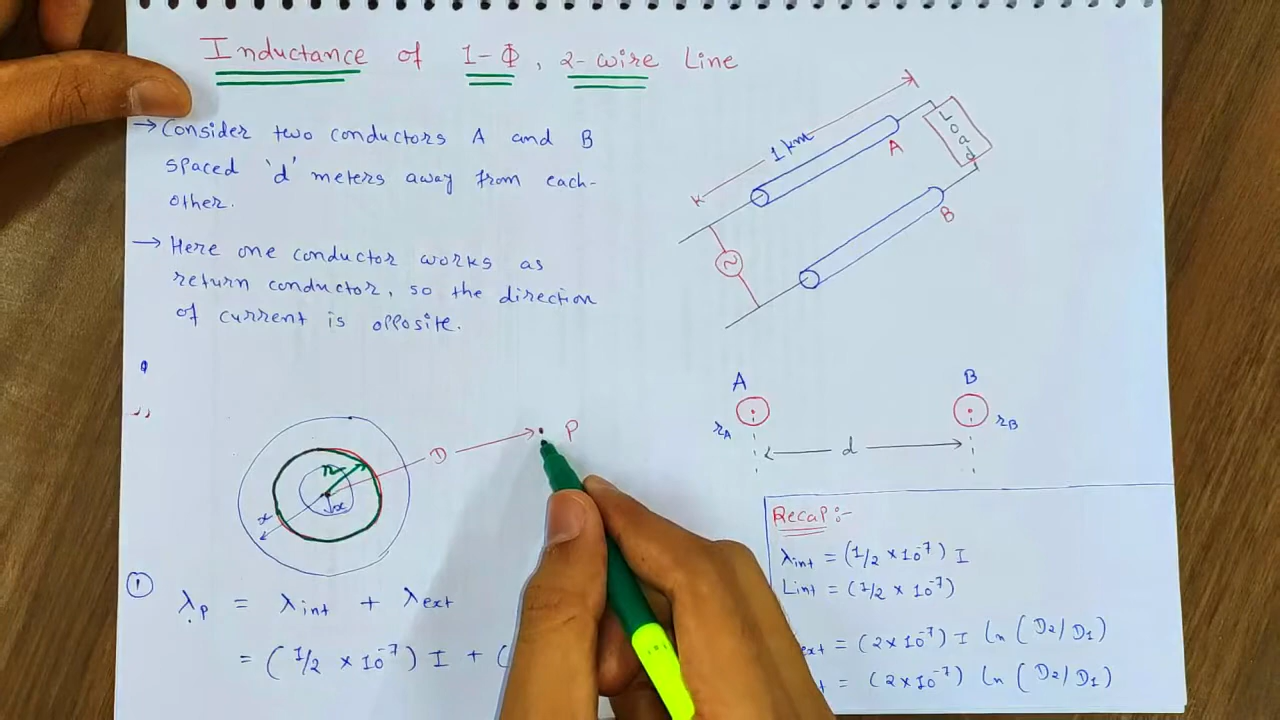 Inductance of 1-Φ, 2-wire Line
→ Consider two conductors A and B
spaced 'd' meters away from each-
other.
→ Here one conductor works as
return conductor, so the direction
of current is opposite.
1 km
Load
A
B
A
B
rA
rB
d
r
x
x
D
P
① λp = λint + λext
= (1/2 × 10⁻⁷) I + (
Recap:-
λint = (1/2 × 10⁻⁷) I
Lint = (1/2 × 10⁻⁷)
ext = (2×10⁻⁷) I ln (D2/D1)
= (2×10⁻⁷) ln (D2/D1)